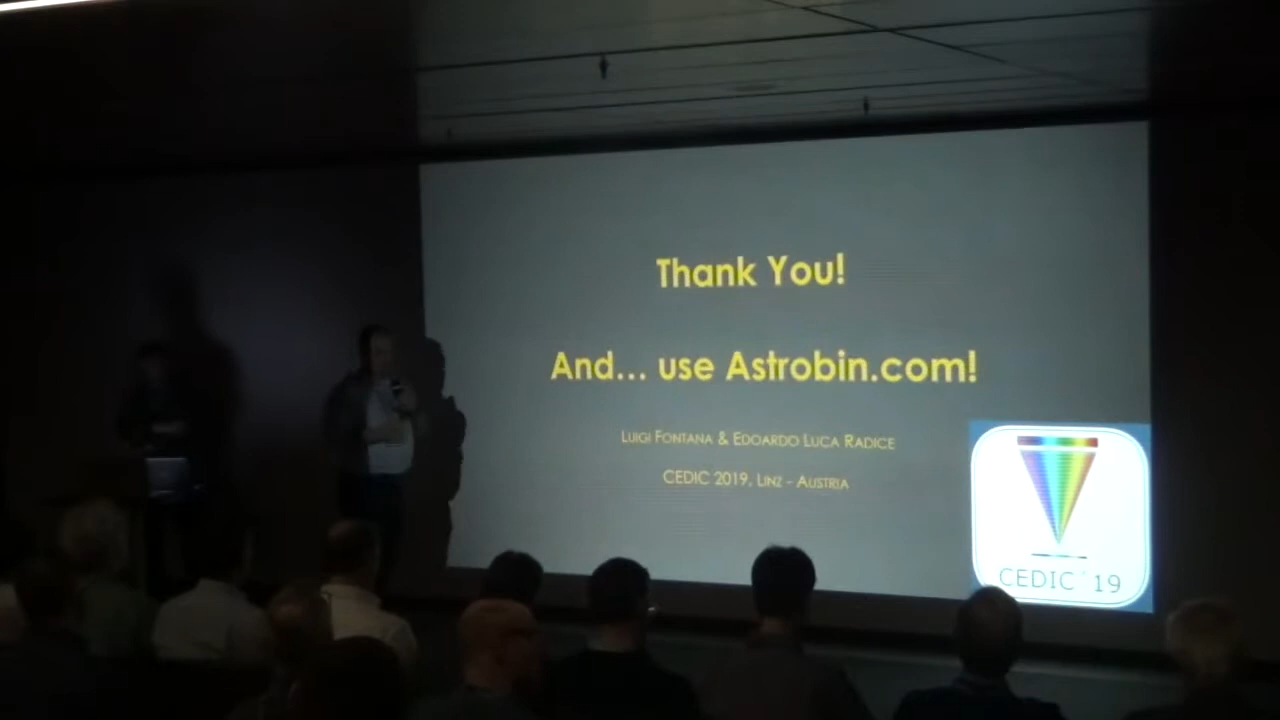 Thank You!
And... use Astrobin.com!
Luigi Fontana & Edoardo Luca Radice
CEDIC 2019, Linz - Austria
CEDIC '19